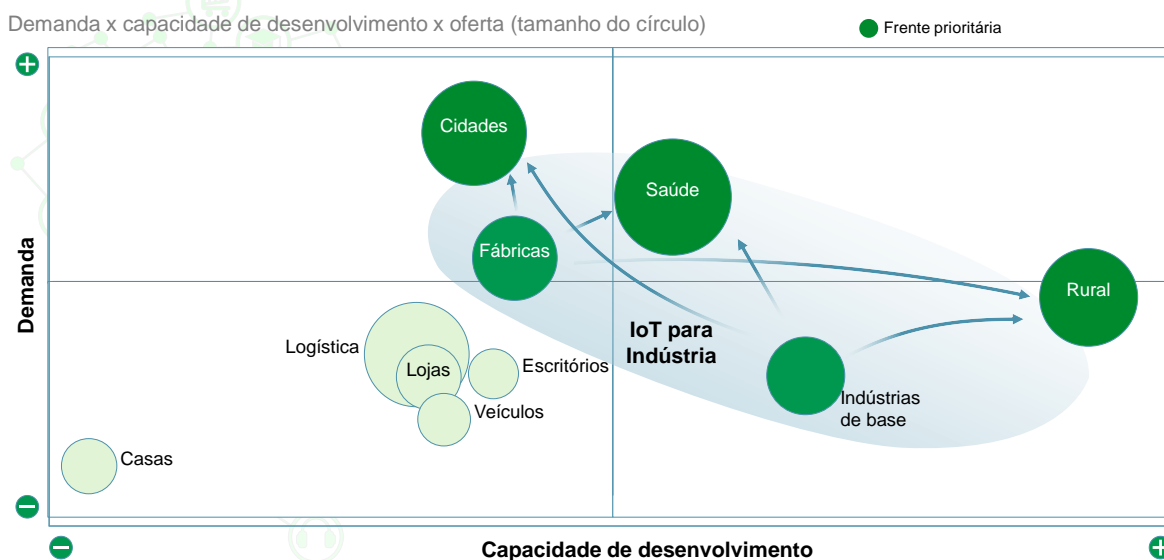 Demanda x capacidade de desenvolvimento x oferta (tamanho do círculo)
Frente prioritária
Cidades
Saúde
Fábricas
Demanda
Rural
IoT para
Indústria
Logística
Lojas
Escritórios
Veículos
Indústrias
de base
Casas
Capacidade de desenvolvimento